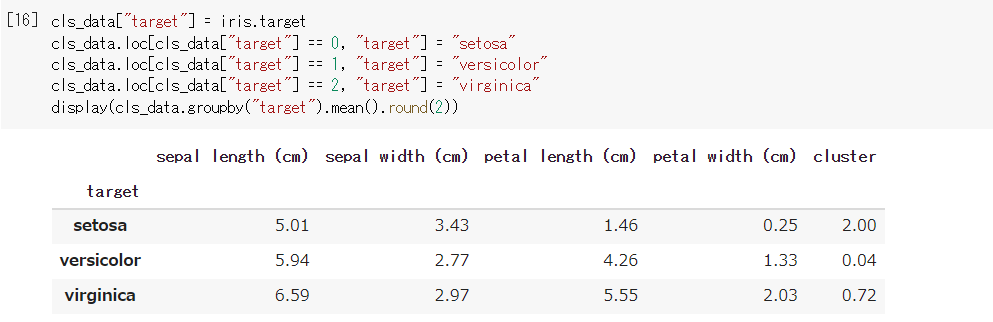 [16] cls_data["target"] = iris.target
cls_data.loc[cls_data["target"] == 0, "target"] = "setosa"
cls_data.loc[cls_data["target"] == 1, "target"] = "versicolor"
cls_data.loc[cls_data["target"] == 2, "target"] = "virginica"
display(cls_data.groupby("target").mean().round(2))
sepal length (cm) sepal width (cm) petal length (cm) petal width (cm) cluster
target
setosa 5.01 3.43 1.46 0.25 2.00
versicolor 5.94 2.77 4.26 1.33 0.04
virginica 6.59 2.97 5.55 2.03 0.72